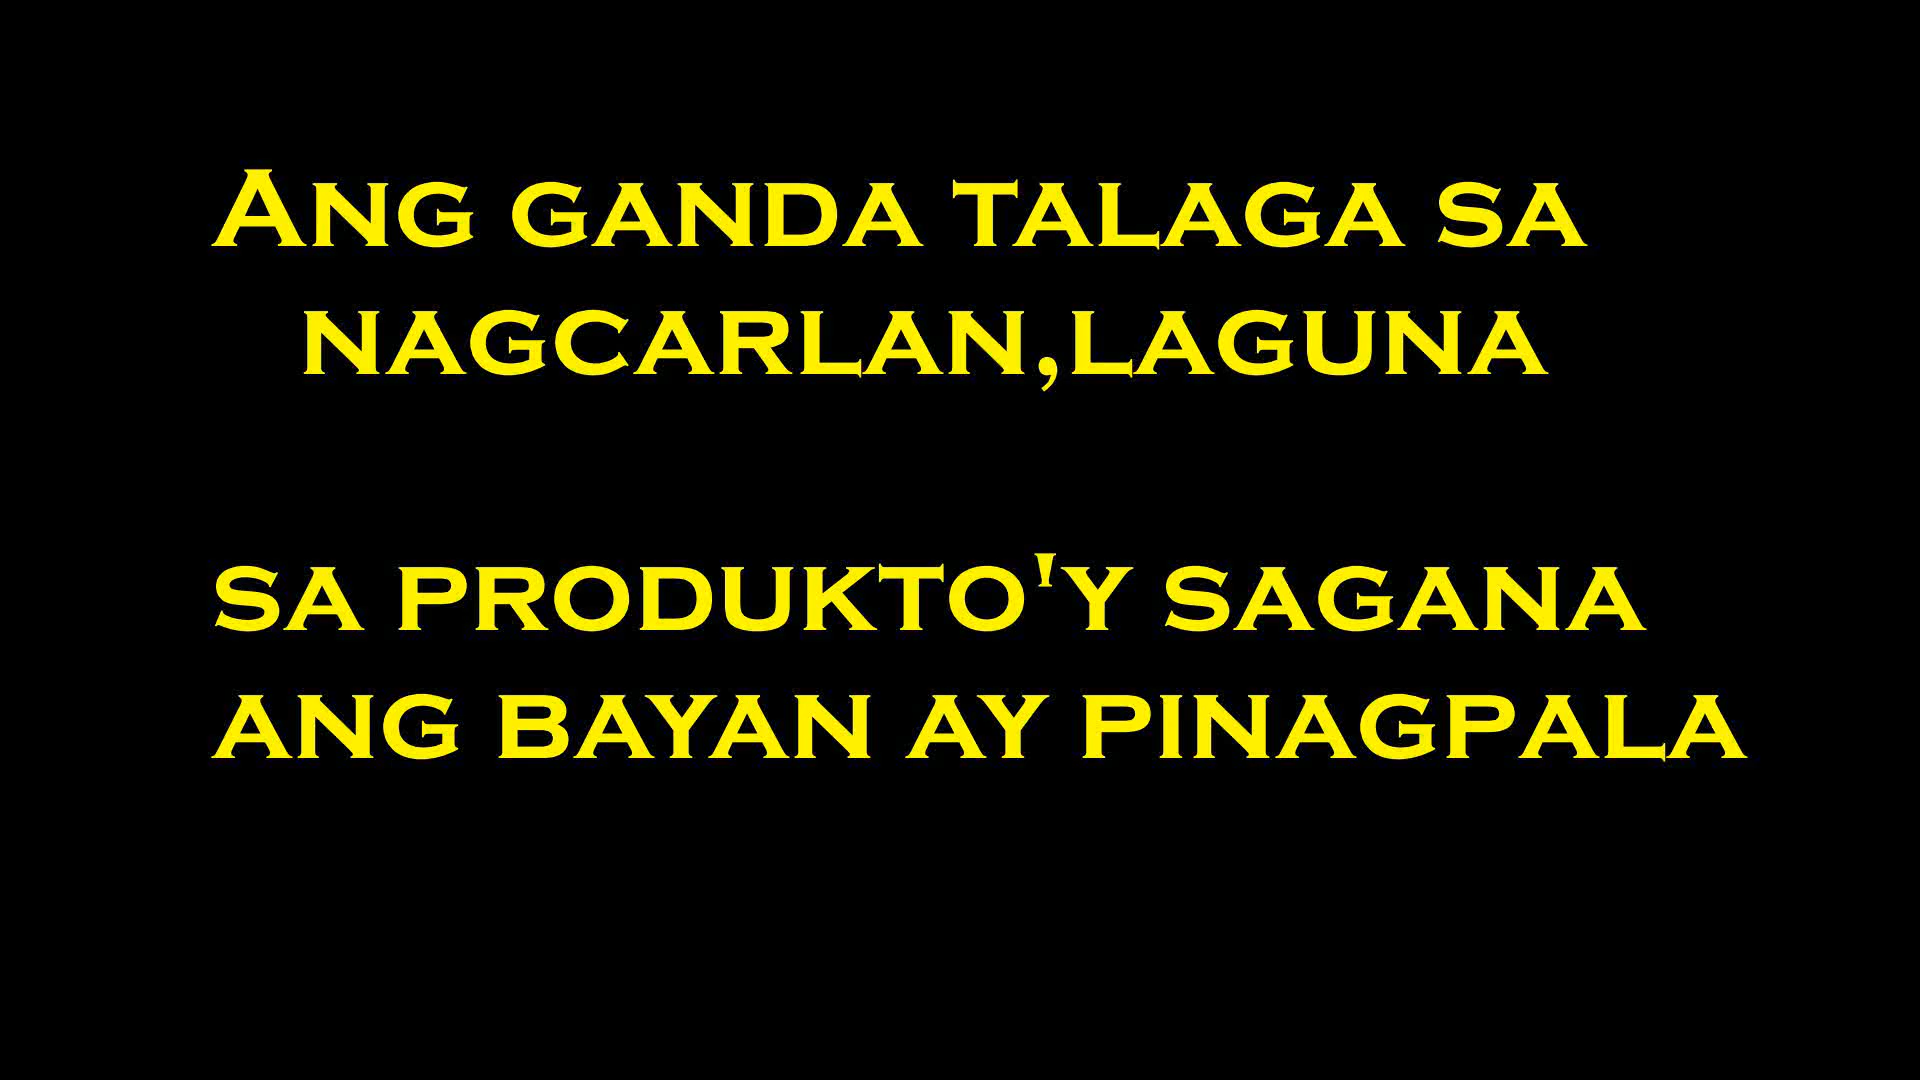 Ang ganda talaga sa
nagcarlan,laguna
sa produkto'y sagana
ang bayan ay pinagpala